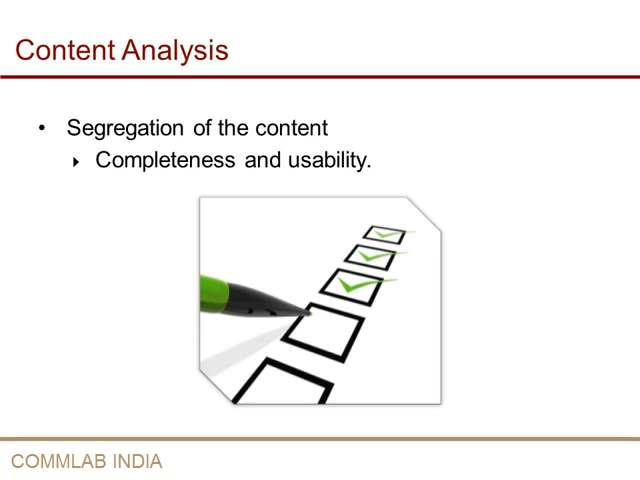 Content Analysis
• Segregation of the content
Completeness and usability.
COMMLAB INDIA